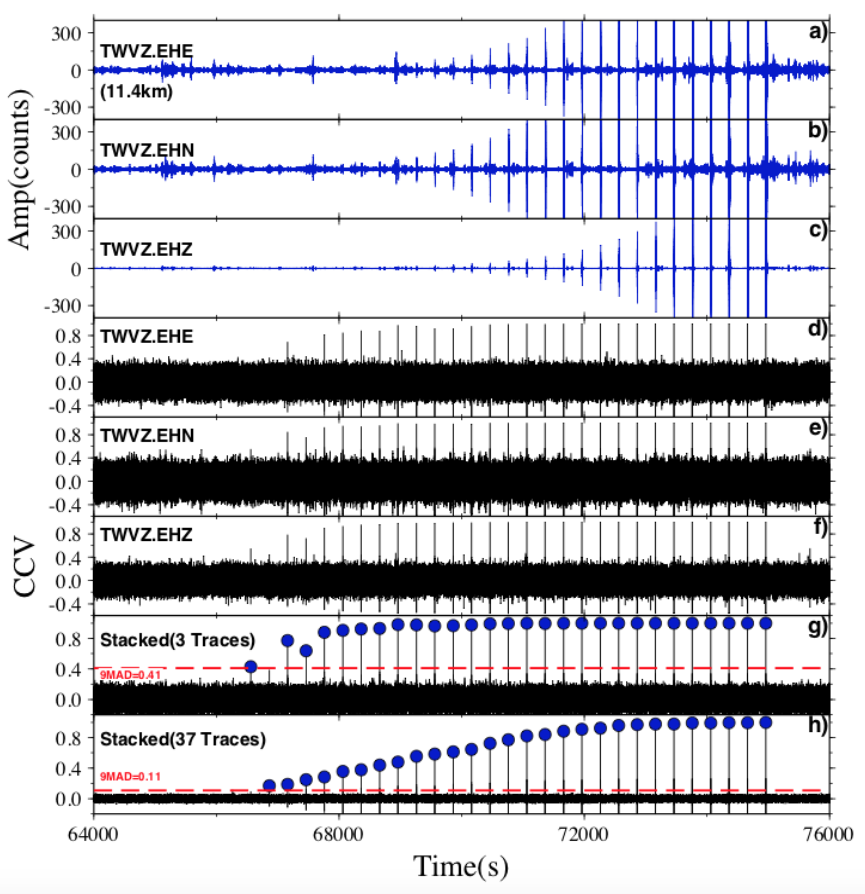 Amp(counts)
300
0
-300
TWVZ.EHE
(11.4km)
a)
300
0
-300
TWVZ.EHN
b)
300
0
-300
TWVZ.EHZ
c)
CCV
0.8
0.4
0.0
-0.4
TWVZ.EHE
d)
0.8
0.4
0.0
-0.4
TWVZ.EHN
e)
0.8
0.4
0.0
-0.4
TWVZ.EHZ
f)
0.8
0.4
0.0
Stacked(3 Traces)
9MAD=0.41
g)
0.8
0.4
0.0
Stacked(37 Traces)
9MAD=0.11
h)
64000 68000 72000 76000
Time(s)